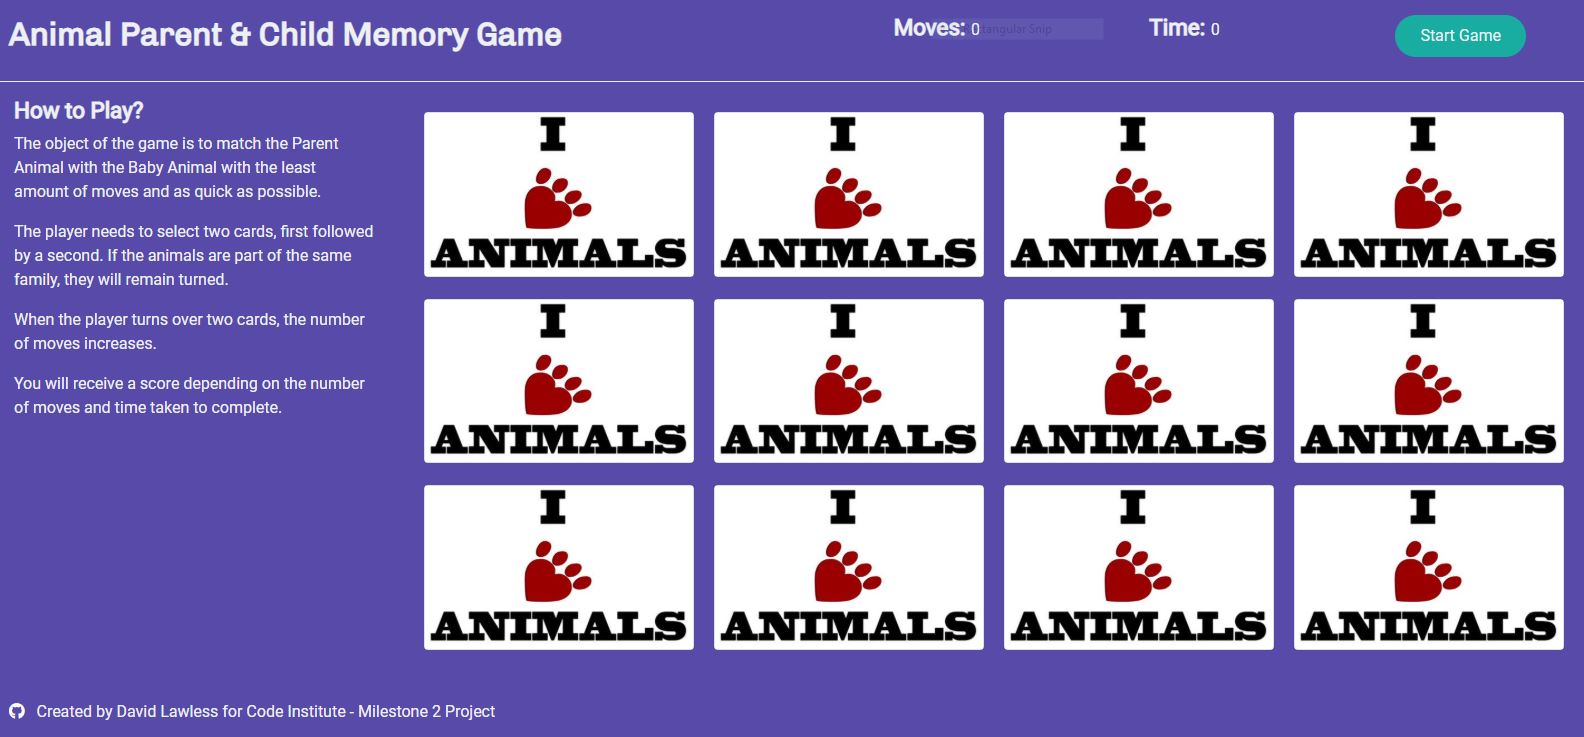 Animal Parent & Child Memory Game
Moves: 0
Time: 0
Start Game
How to Play?
The object of the game is to match the Parent
Animal with the Baby Animal with the least
amount of moves and as quick as possible.
The player needs to select two cards, first followed
by a second. If the animals are part of the same
family, they will remain turned.
When the player turns over two cards, the number
of moves increases.
You will receive a score depending on the number
of moves and time taken to complete.
I
ANIMALS
I
ANIMALS
I
ANIMALS
I
ANIMALS
I
ANIMALS
I
ANIMALS
I
ANIMALS
I
ANIMALS
I
ANIMALS
I
ANIMALS
I
ANIMALS
I
ANIMALS
Created by David Lawless for Code Institute - Milestone 2 Project